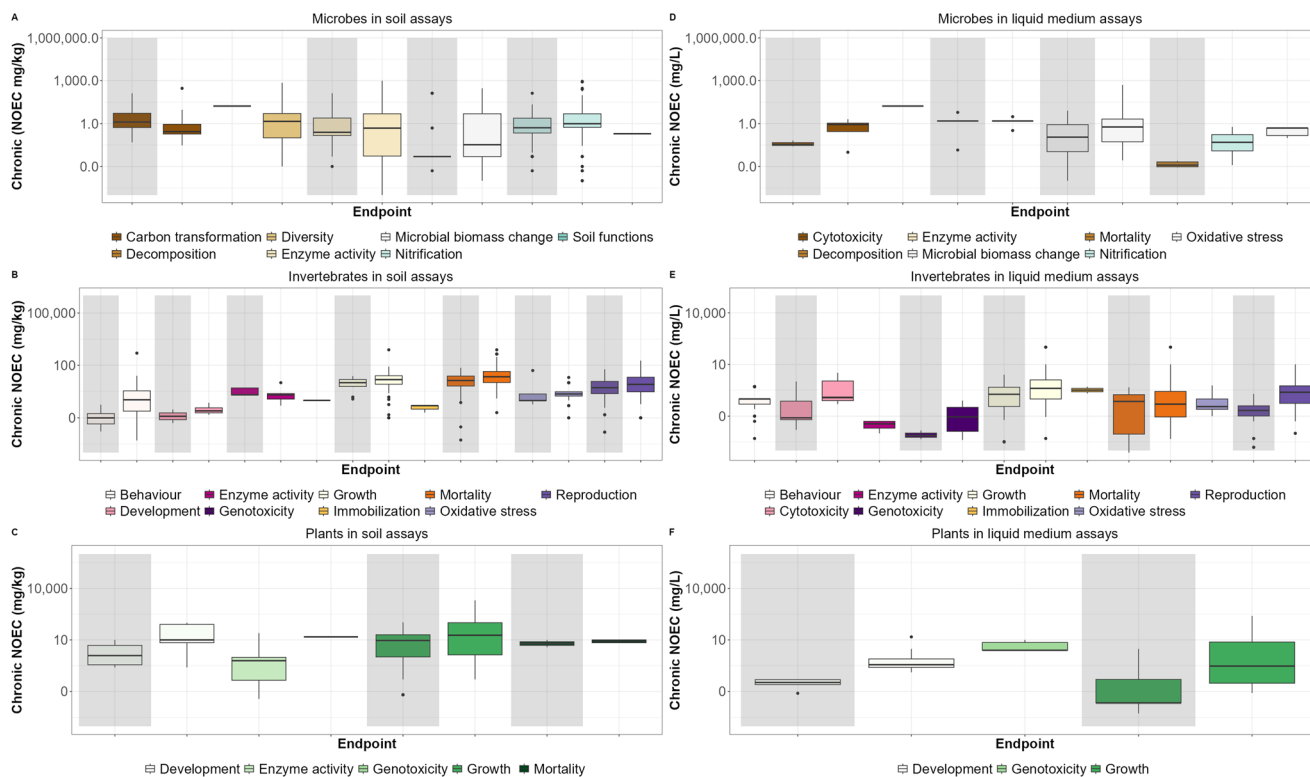 A
Microbes in soil assays
Chronic (NOEC mg/kg)
1,000,000.0
1,000.0
1.0
0.0
Endpoint
Carbon transformation Diversity Microbial biomass change Soil functions
Decomposition Enzyme activity Nitrification
B
Invertebrates in soil assays
Chronic NOEC (mg/kg)
100,000
100
0
Endpoint
Behaviour Enzyme activity Growth Mortality Reproduction
Development Genotoxicity Immobilization Oxidative stress
C
Plants in soil assays
Chronic NOEC (mg/kg)
10,000
10
0
Endpoint
Development Enzyme activity Genotoxicity Growth Mortality
D
Microbes in liquid medium assays
Chronic NOEC (mg/L)
1,000,000.0
1,000.0
1.0
0.0
Endpoint
Cytotoxicity Enzyme activity Mortality Oxidative stress
Decomposition Microbial biomass change Nitrification
E
Invertebrates in liquid medium assays
Chronic NOEC (mg/L)
10,000
10
0
Endpoint
Behaviour Enzyme activity Growth Mortality Reproduction
Cytotoxicity Genotoxicity Immobilization Oxidative stress
F
Plants in liquid medium assays
Chronic NOEC (mg/L)
10,000
10
0
Endpoint
Development Genotoxicity Growth